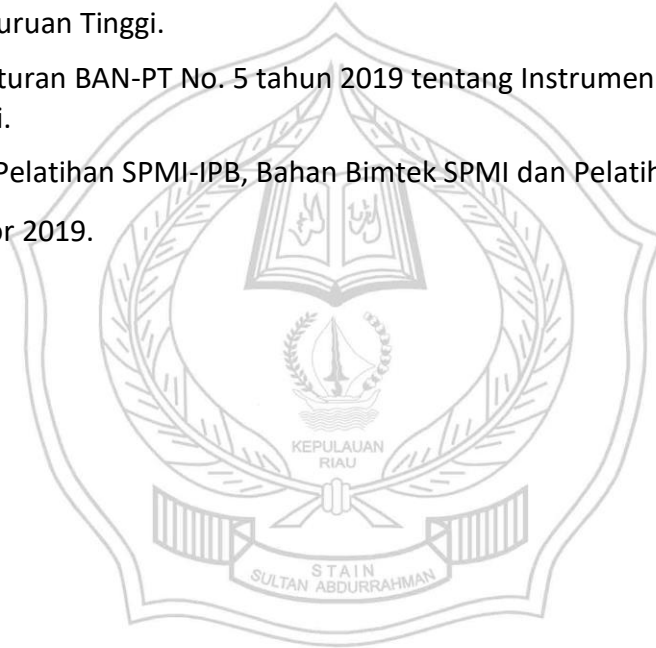 uruan Tinggi.
turan BAN-PT No. 5 tahun 2019 tentang Instrumen
i.
Pelatihan SPMI-IPB, Bahan Bimtek SPMI dan Pelatih
or 2019.
KEPULAUAN
RIAU
STAIN
SULTAN ABDURRAHMAN